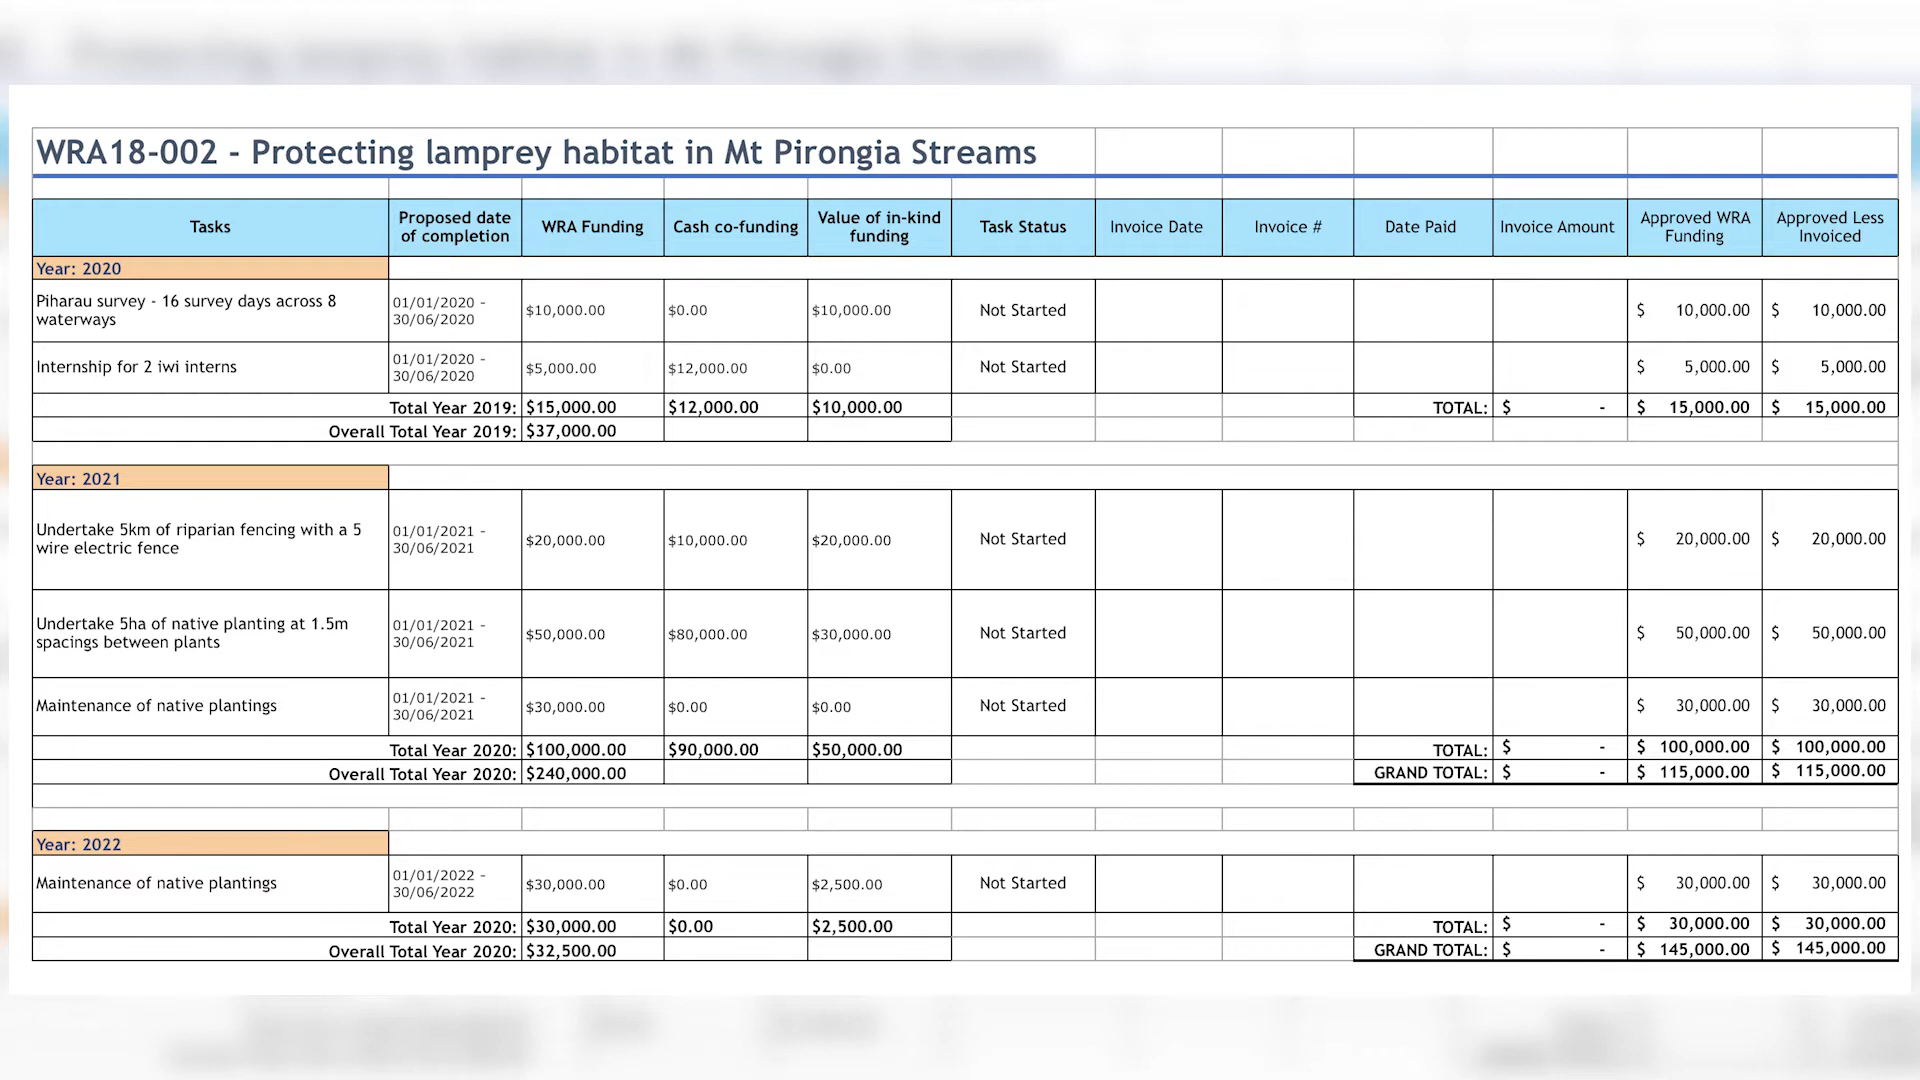 WRA18-002 - Protecting lamprey habitat in Mt Pirongia Streams
Tasks Proposed date of completion WRA Funding Cash co-funding Value of in-kind funding Task Status Invoice Date Invoice # Date Paid Invoice Amount Approved WRA Funding Approved Less Invoiced
Year: 2020
Piharau survey - 16 survey days across 8 waterways 01/01/2020 - 30/06/2020 $10,000.00 $0.00 $10,000.00 Not Started $ 10,000.00 $ 10,000.00
Internship for 2 iwi interns 01/01/2020 - 30/06/2020 $5,000.00 $12,000.00 $0.00 Not Started $ 5,000.00 $ 5,000.00
Total Year 2019: $15,000.00 $12,000.00 $10,000.00 TOTAL: $ - $ 15,000.00 $ 15,000.00
Overall Total Year 2019: $37,000.00
Year: 2021
Undertake 5km of riparian fencing with a 5 wire electric fence 01/01/2021 - 30/06/2021 $20,000.00 $10,000.00 $20,000.00 Not Started $ 20,000.00 $ 20,000.00
Undertake 5ha of native planting at 1.5m spacings between plants 01/01/2021 - 30/06/2021 $50,000.00 $80,000.00 $30,000.00 Not Started $ 50,000.00 $ 50,000.00
Maintenance of native plantings 01/01/2021 - 30/06/2021 $30,000.00 $0.00 $0.00 Not Started $ 30,000.00 $ 30,000.00
Total Year 2020: $100,000.00 $90,000.00 $50,000.00 TOTAL: $ - $ 100,000.00 $ 100,000.00
Overall Total Year 2020: $240,000.00 GRAND TOTAL: $ - $ 115,000.00 $ 115,000.00
Year: 2022
Maintenance of native plantings 01/01/2022 - 30/06/2022 $30,000.00 $0.00 $2,500.00 Not Started $ 30,000.00 $ 30,000.00
Total Year 2020: $30,000.00 $0.00 $2,500.00 TOTAL: $ - $ 30,000.00 $ 30,000.00
Overall Total Year 2020: $32,500.00 GRAND TOTAL: $ - $ 145,000.00 $ 145,000.00